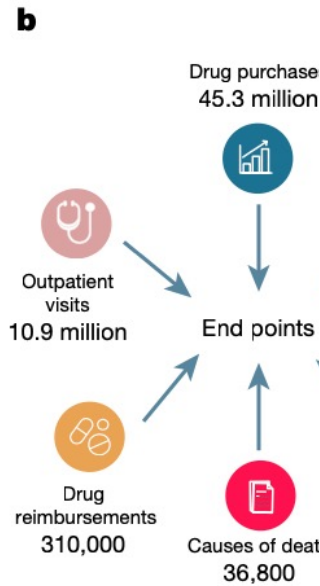 b
Drug purchases
45.3 million
Outpatient
visits
10.9 million
End points
Drug
reimbursements
310,000
Causes of deat
36,800